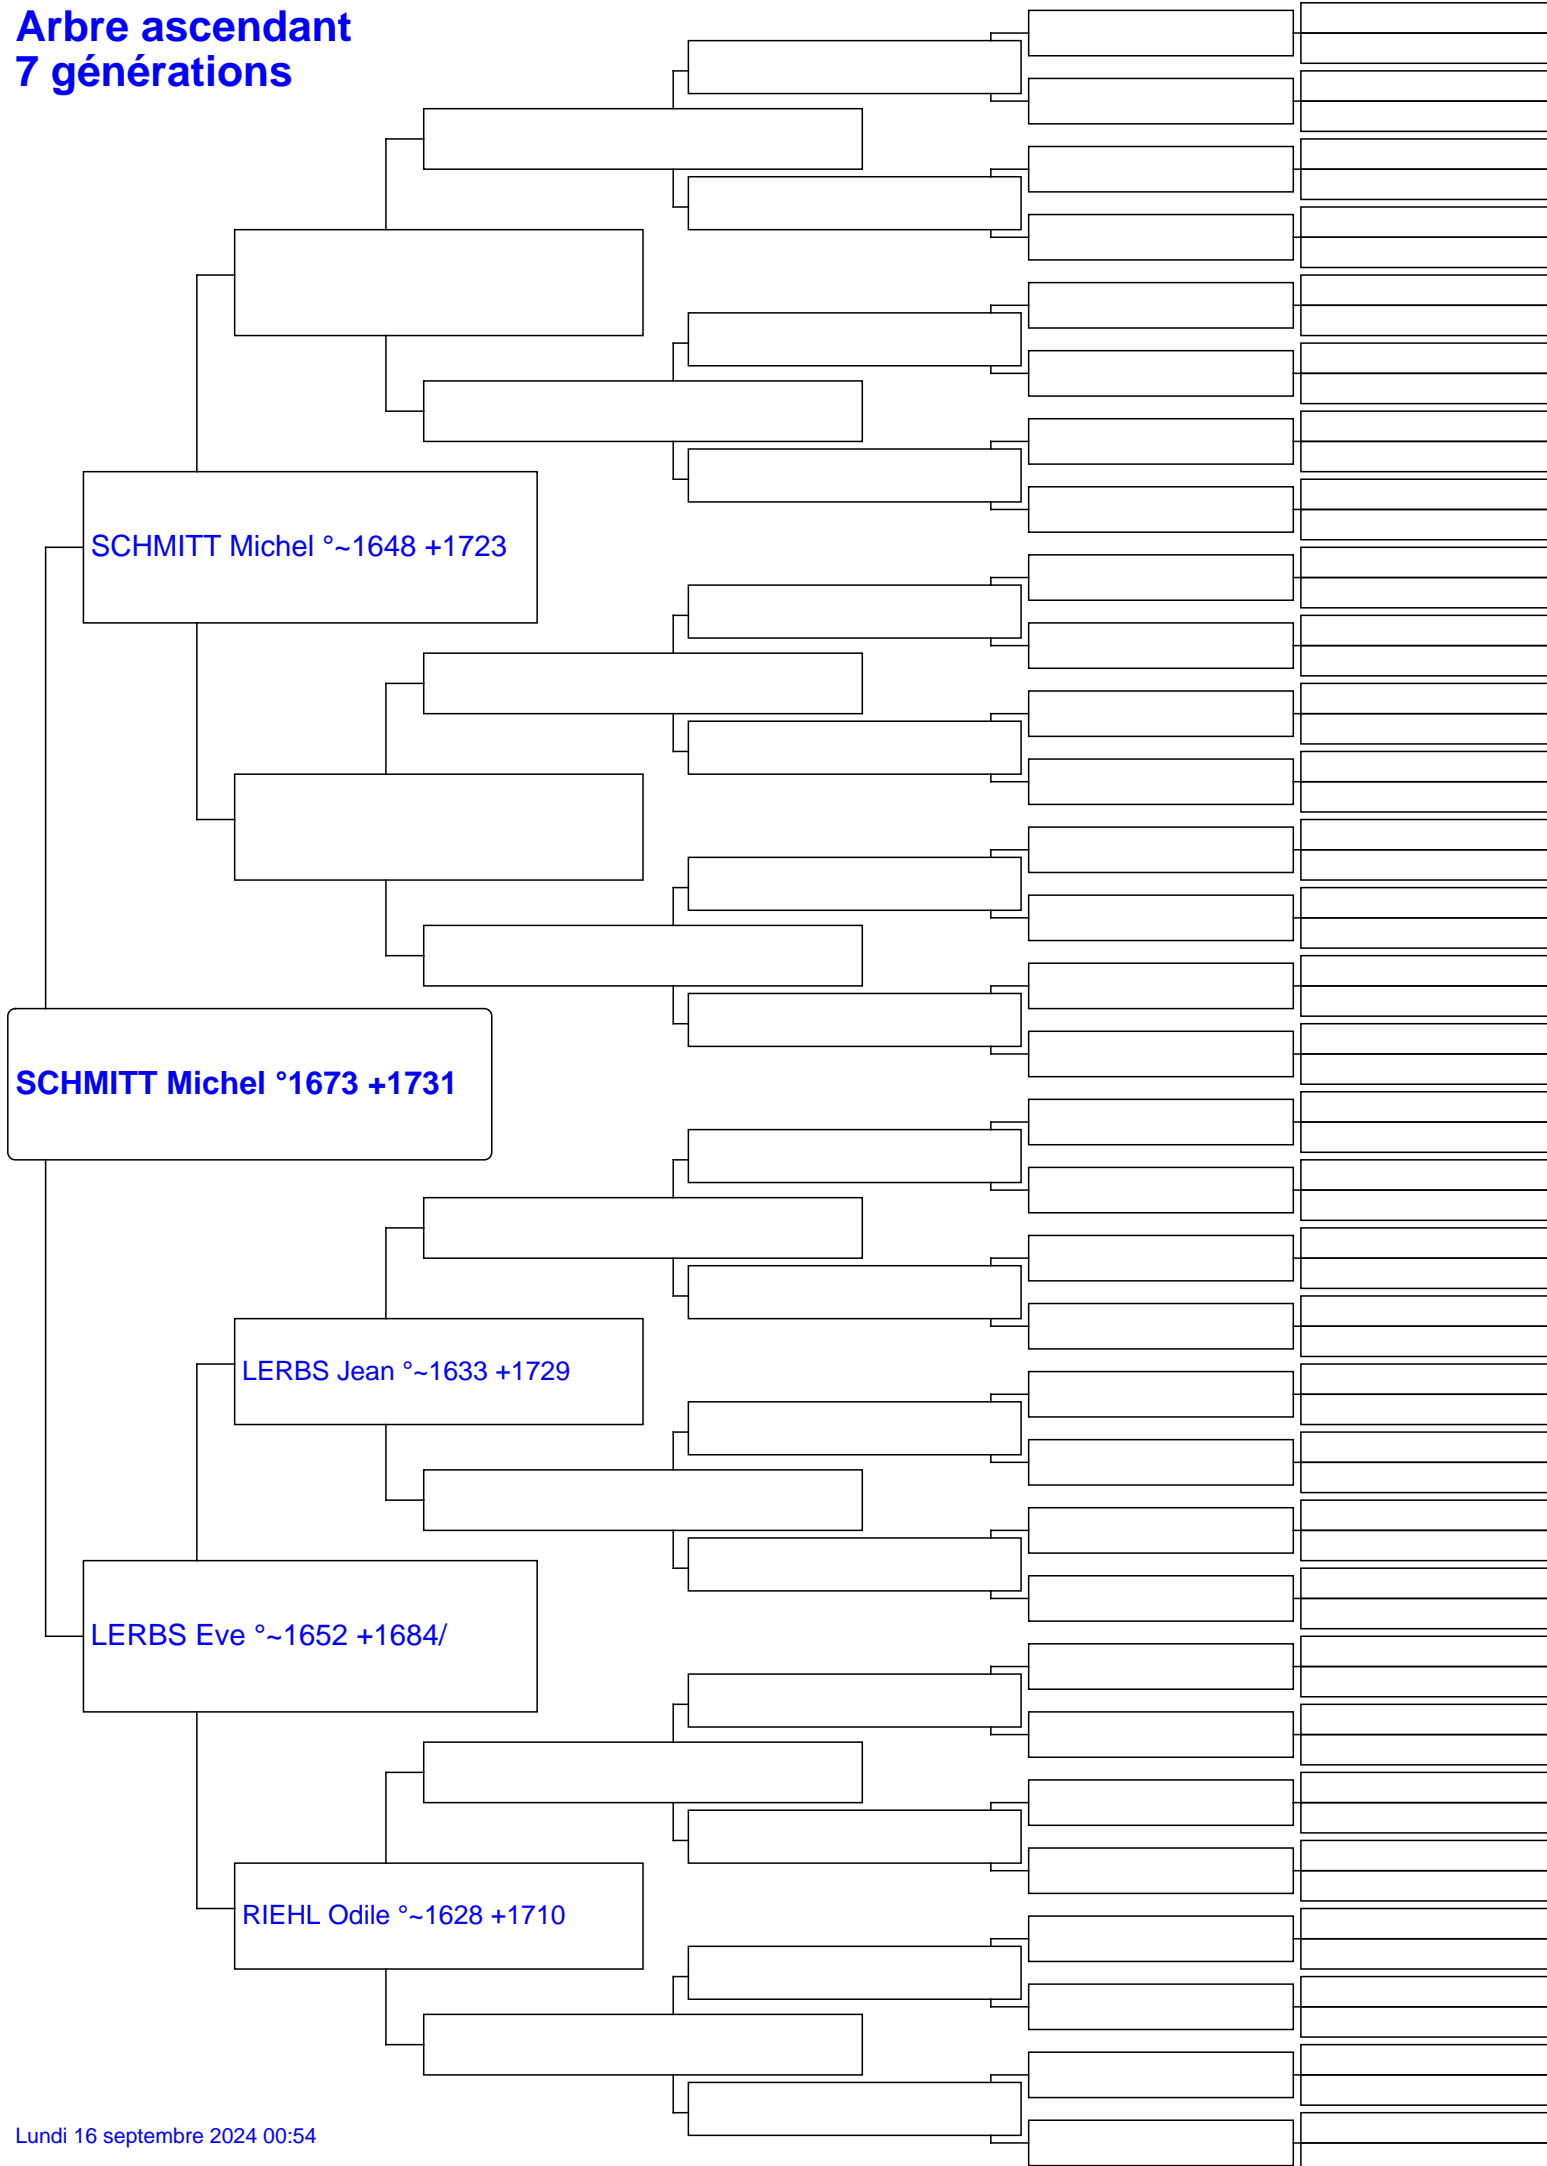 Arbre ascendant
7 générations
SCHMITT Michel °~1648 +1723
SCHMITT Michel °1673 +1731
LERBS Jean °~1633 +1729
LERBS Eve °~1652 +1684/
RIEHL Odile °~1628 +1710
Lundi 16 septembre 2024 00:54